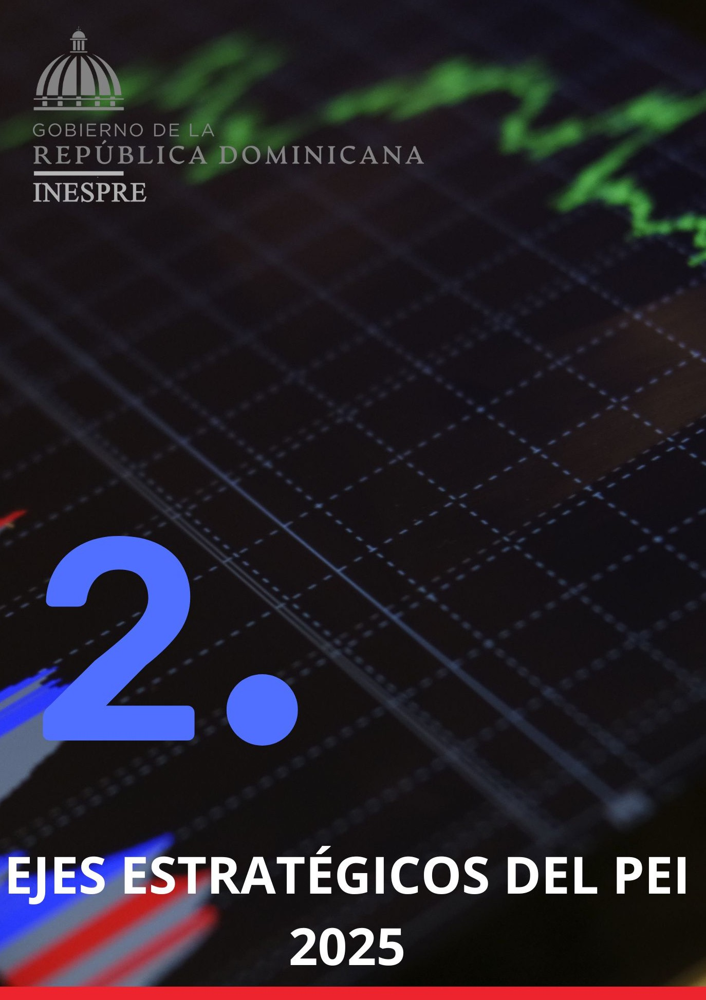 GOBIERNO DE LA
REPÚBLICA DOMINICANA
INESPRE
2.
EJES ESTRATÉGICOS DEL PEI
2025